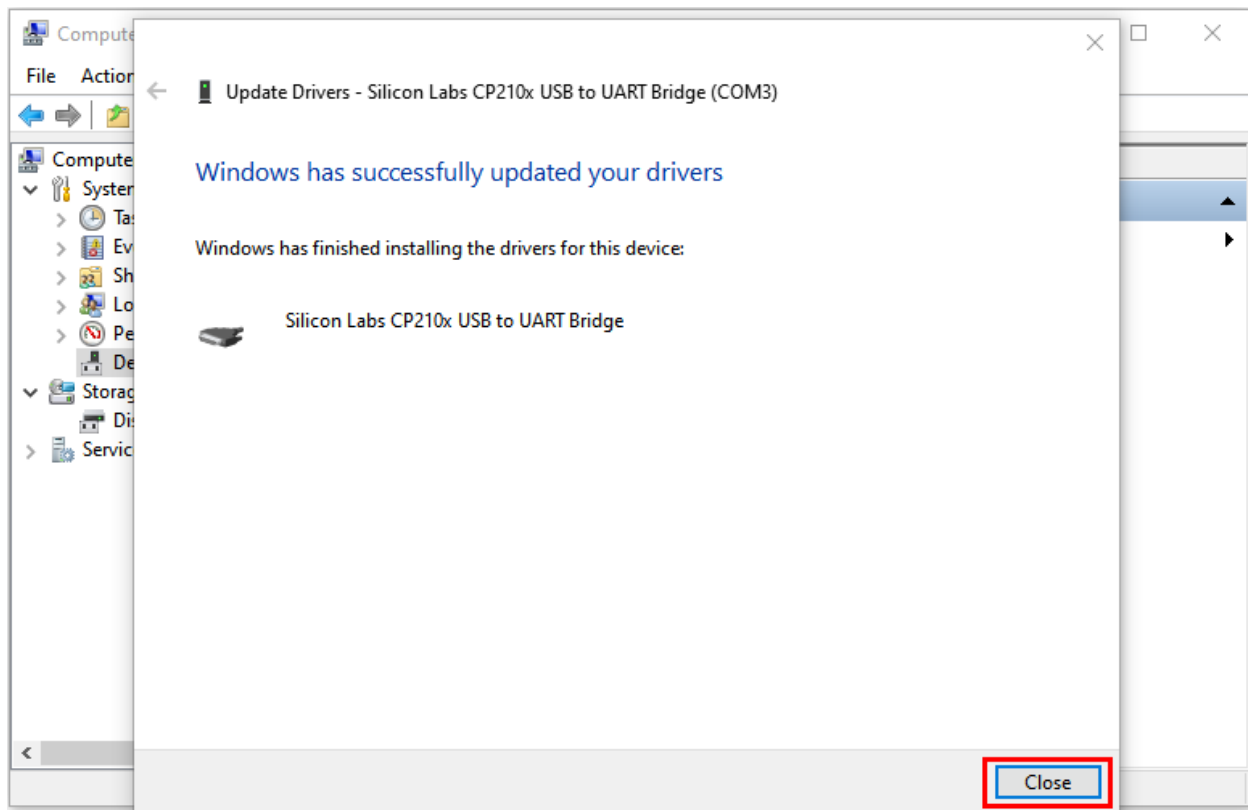 Compute
Update Drivers - Silicon Labs CP210x USB to UART Bridge (COM3)
File Action
Compute
Windows has successfully updated your drivers
System
Ta
Windows has finished installing the drivers for this device:
Ev
Sh
Lo
Silicon Labs CP210x USB to UART Bridge
Pe
De
Storag
Di
Servic
Close